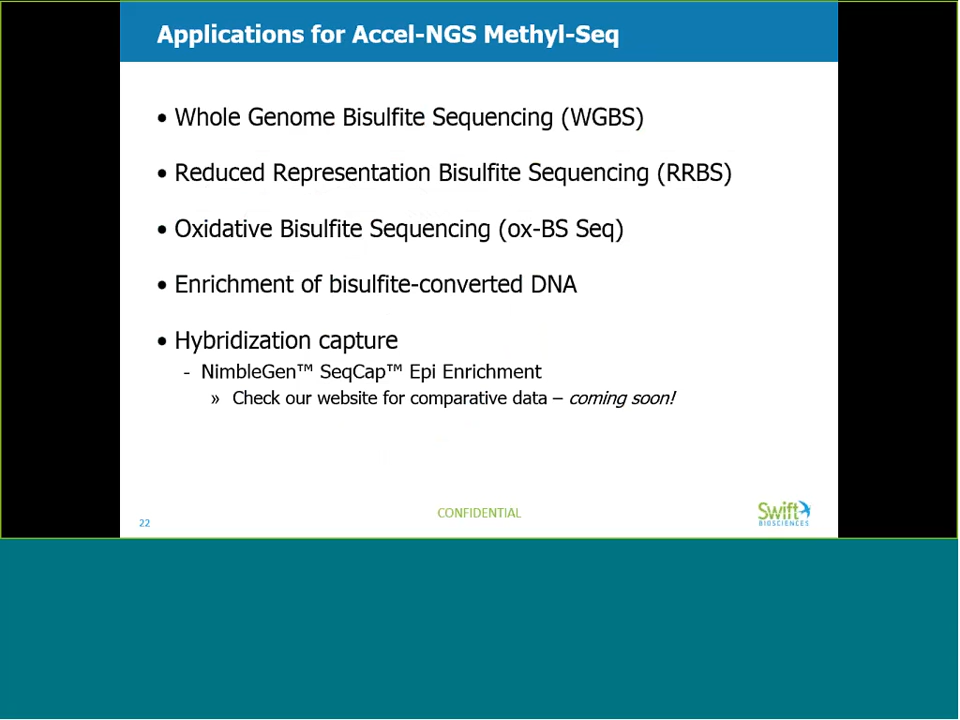 Applications for Accel-NGS Methyl-Seq
• Whole Genome Bisulfite Sequencing (WGBS)
• Reduced Representation Bisulfite Sequencing (RRBS)
• Oxidative Bisulfite Sequencing (ox-BS Seq)
• Enrichment of bisulfite-converted DNA
• Hybridization capture
- NimbleGen™ SeqCap™ Epi Enrichment
» Check our website for comparative data – coming soon!
22
CONFIDENTIAL
Swift
BIOSCIENCES